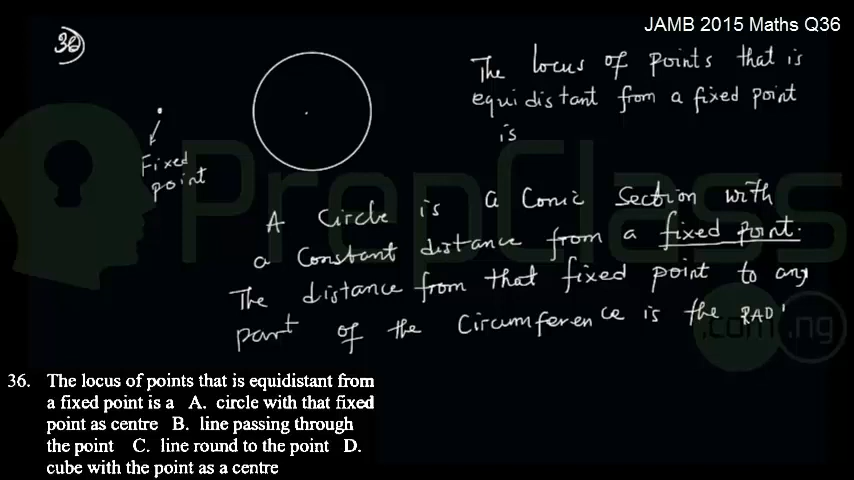 JAMB 2015 Maths Q36
36
The locus of points that is
equidistant from a fixed point
is
Fixed
point
A Circle is a Conic Section with
a Constant distance from a fixed point.
The distance from that fixed point to any
part of the Circumference is the RADI
PrepClass
.com.ng
36. The locus of points that is equidistant from
a fixed point is a A. circle with that fixed
point as centre B. line passing through
the point C. line round to the point D.
cube with the point as a centre